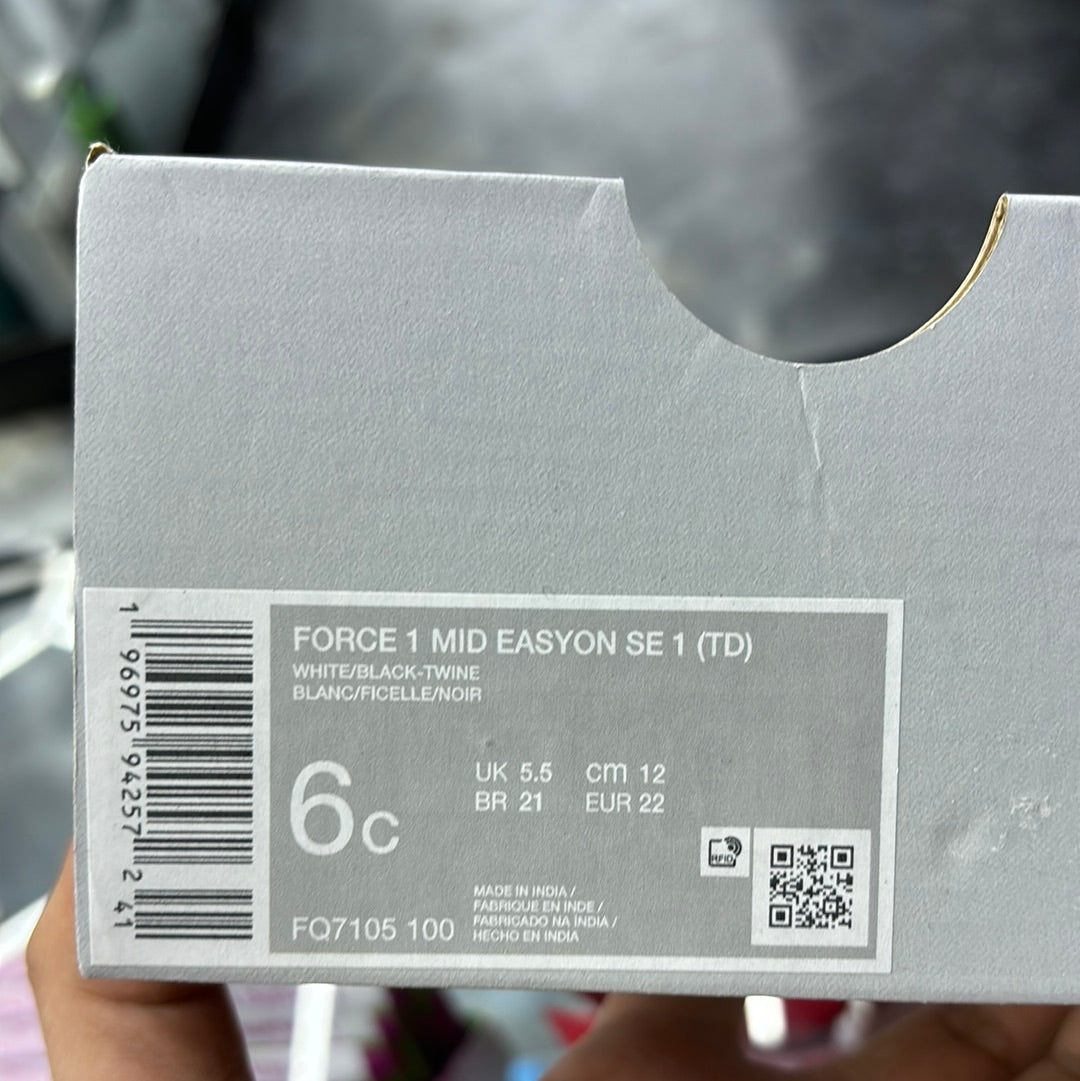 FORCE 1 MID EASYON SE 1 (TD)
WHITE/BLACK-TWINE
BLANC/FICELLE/NOIR
6C
UK 5.5 cm 12
BR 21 EUR 22
RFID
FQ7105 100
MADE IN INDIA /
FABRIQUE EN INDE /
FABRICADO NA ÍNDIA /
HECHO EN INDIA
1 96975 94257 2 41